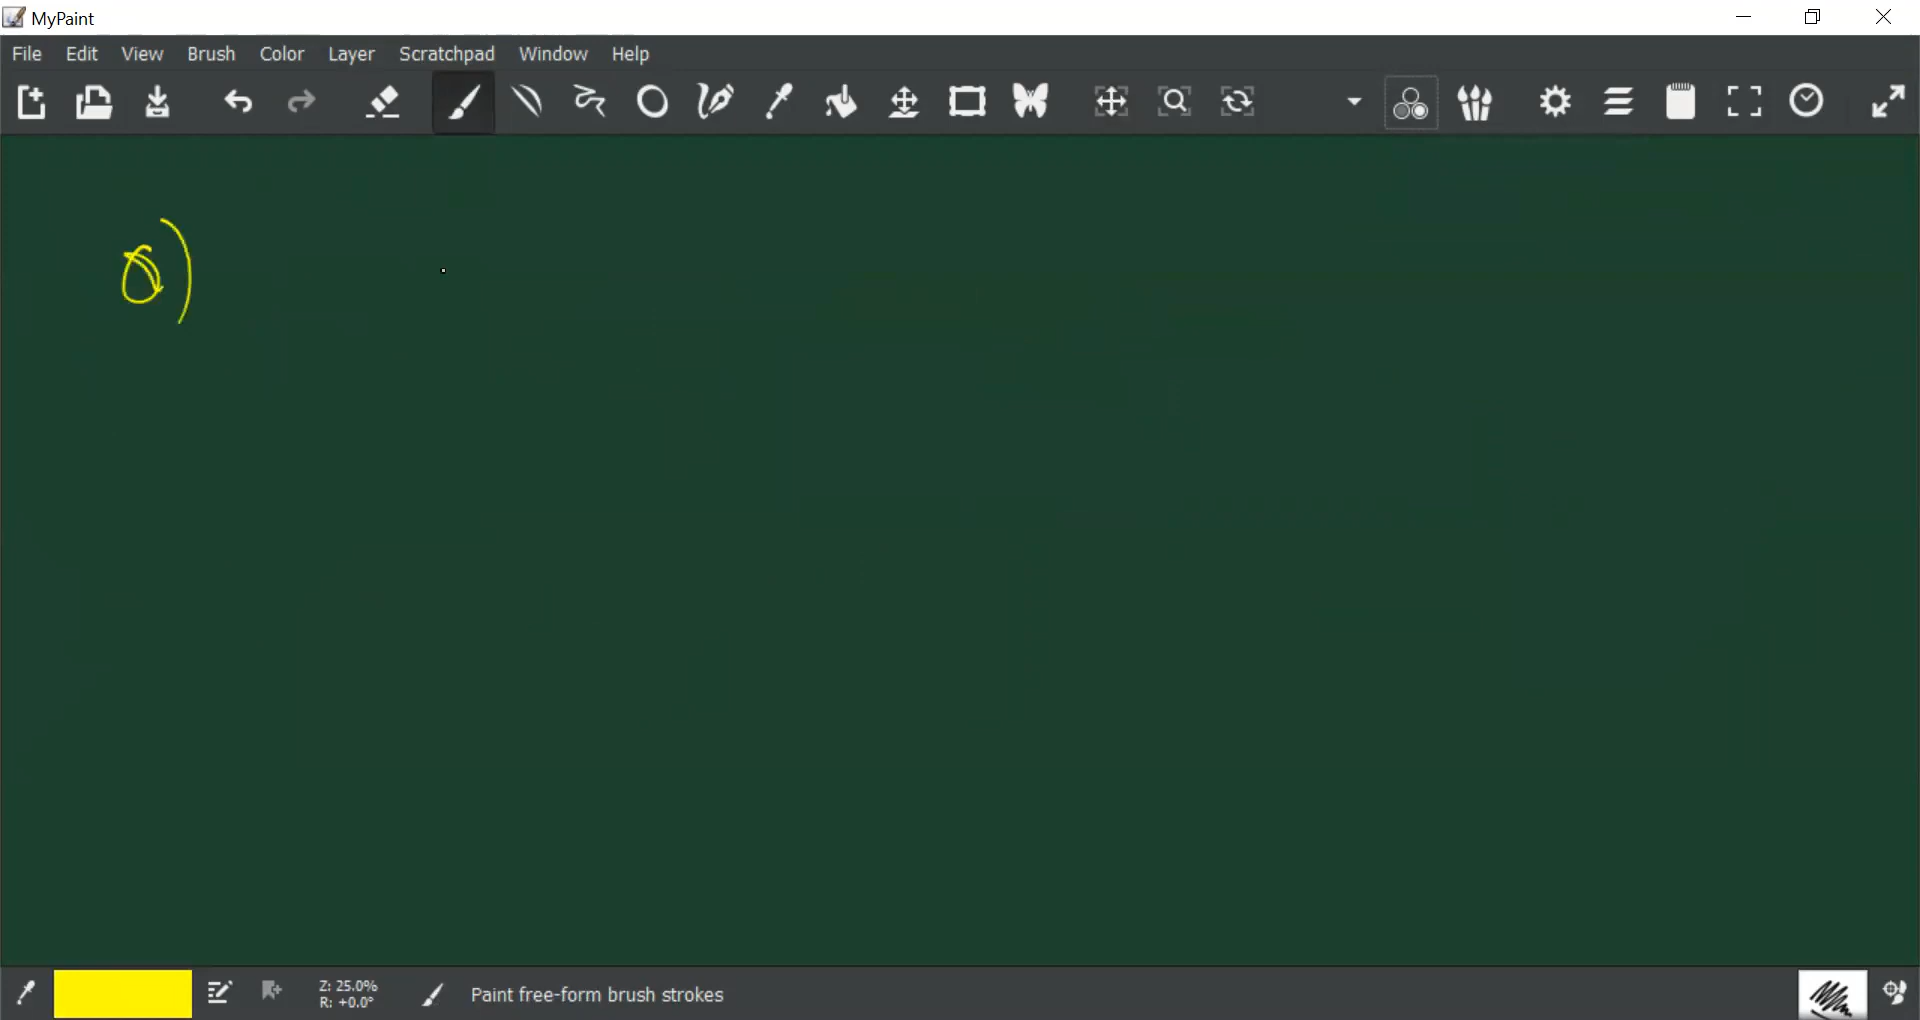 MyPaint
File Edit View Brush Color Layer Scratchpad Window Help
Z: 25.0%
R: +0.0°
Paint free-form brush strokes